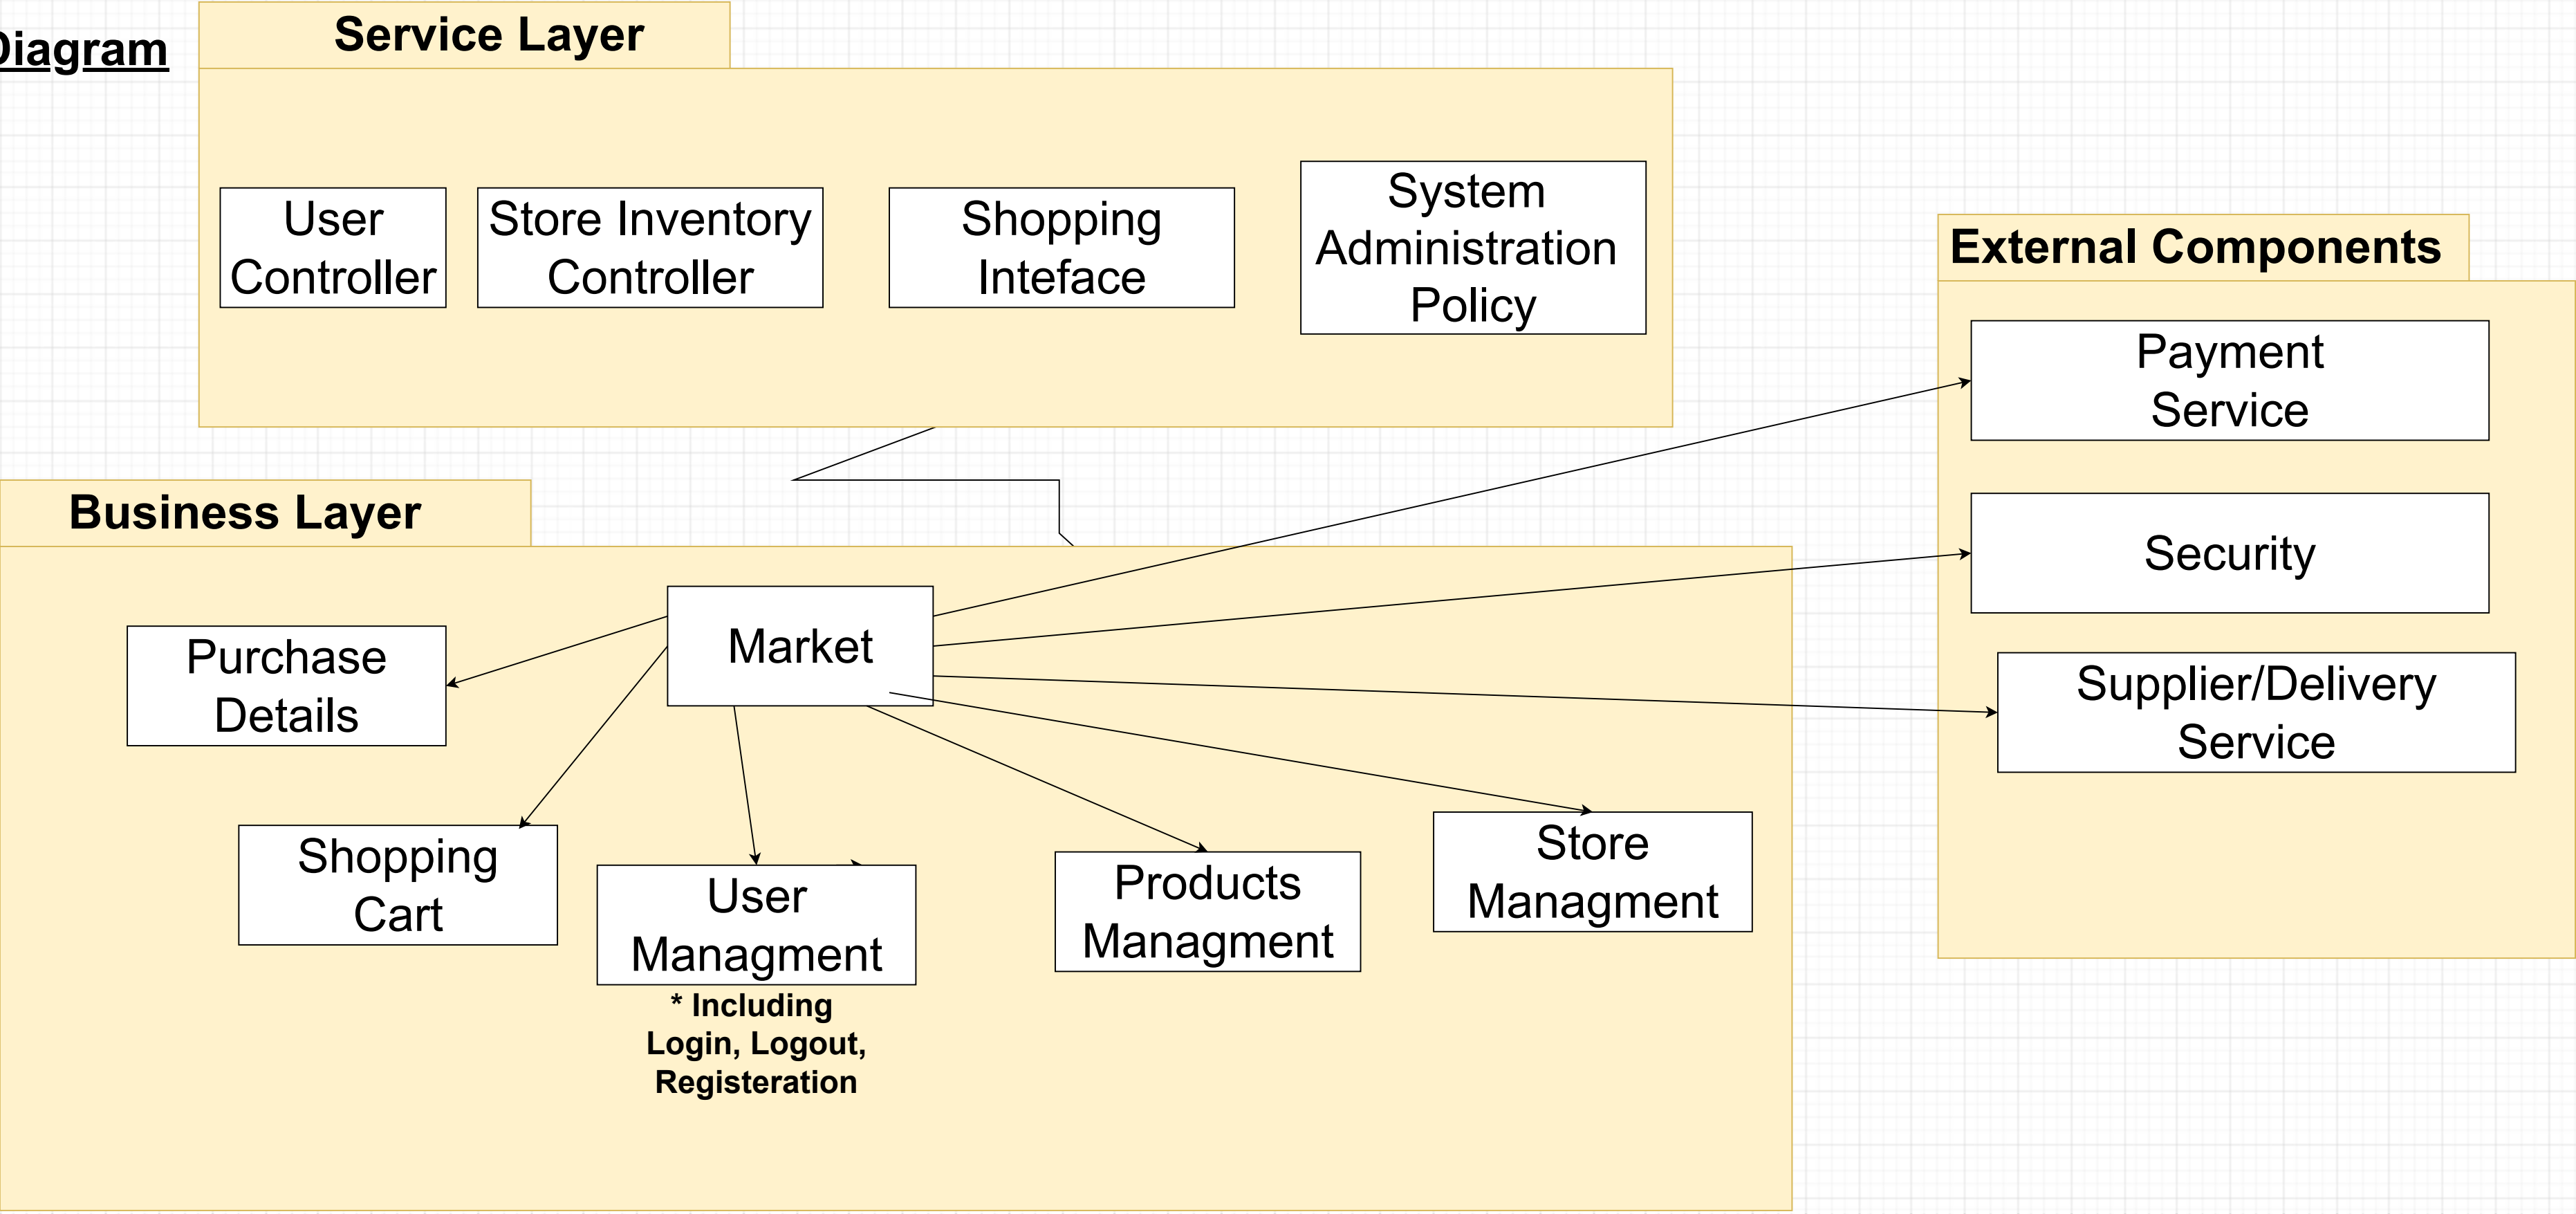 Diagram
Service Layer
User
Controller
Store Inventory
Controller
Shopping
Inteface
System
Administration
Policy
External Components
Payment
Service
Security
Supplier/Delivery
Service
Business Layer
Market
Purchase
Details
Shopping
Cart
User
Managment
* Including
Login, Logout,
Registeration
Products
Managment
Store
Managment